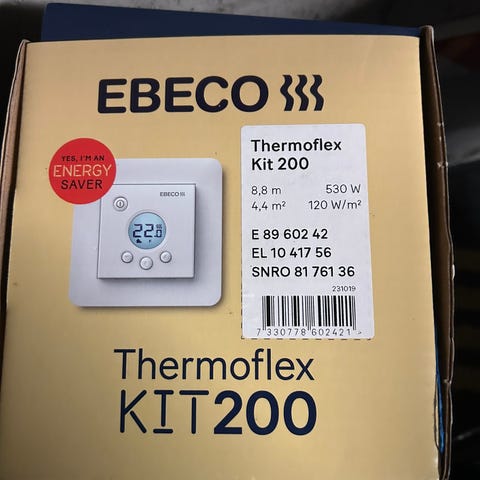 EBECO
YES, I'M AN
ENERGY
SAVER
EBECO
22.0
Thermoflex
Kit 200
8,8 m 530 W
4,4 m² 120 W/m²
E 89 602 42
EL 10 417 56
SNRO 81 761 36
231019
7 330778 602421
Thermoflex
KIT200